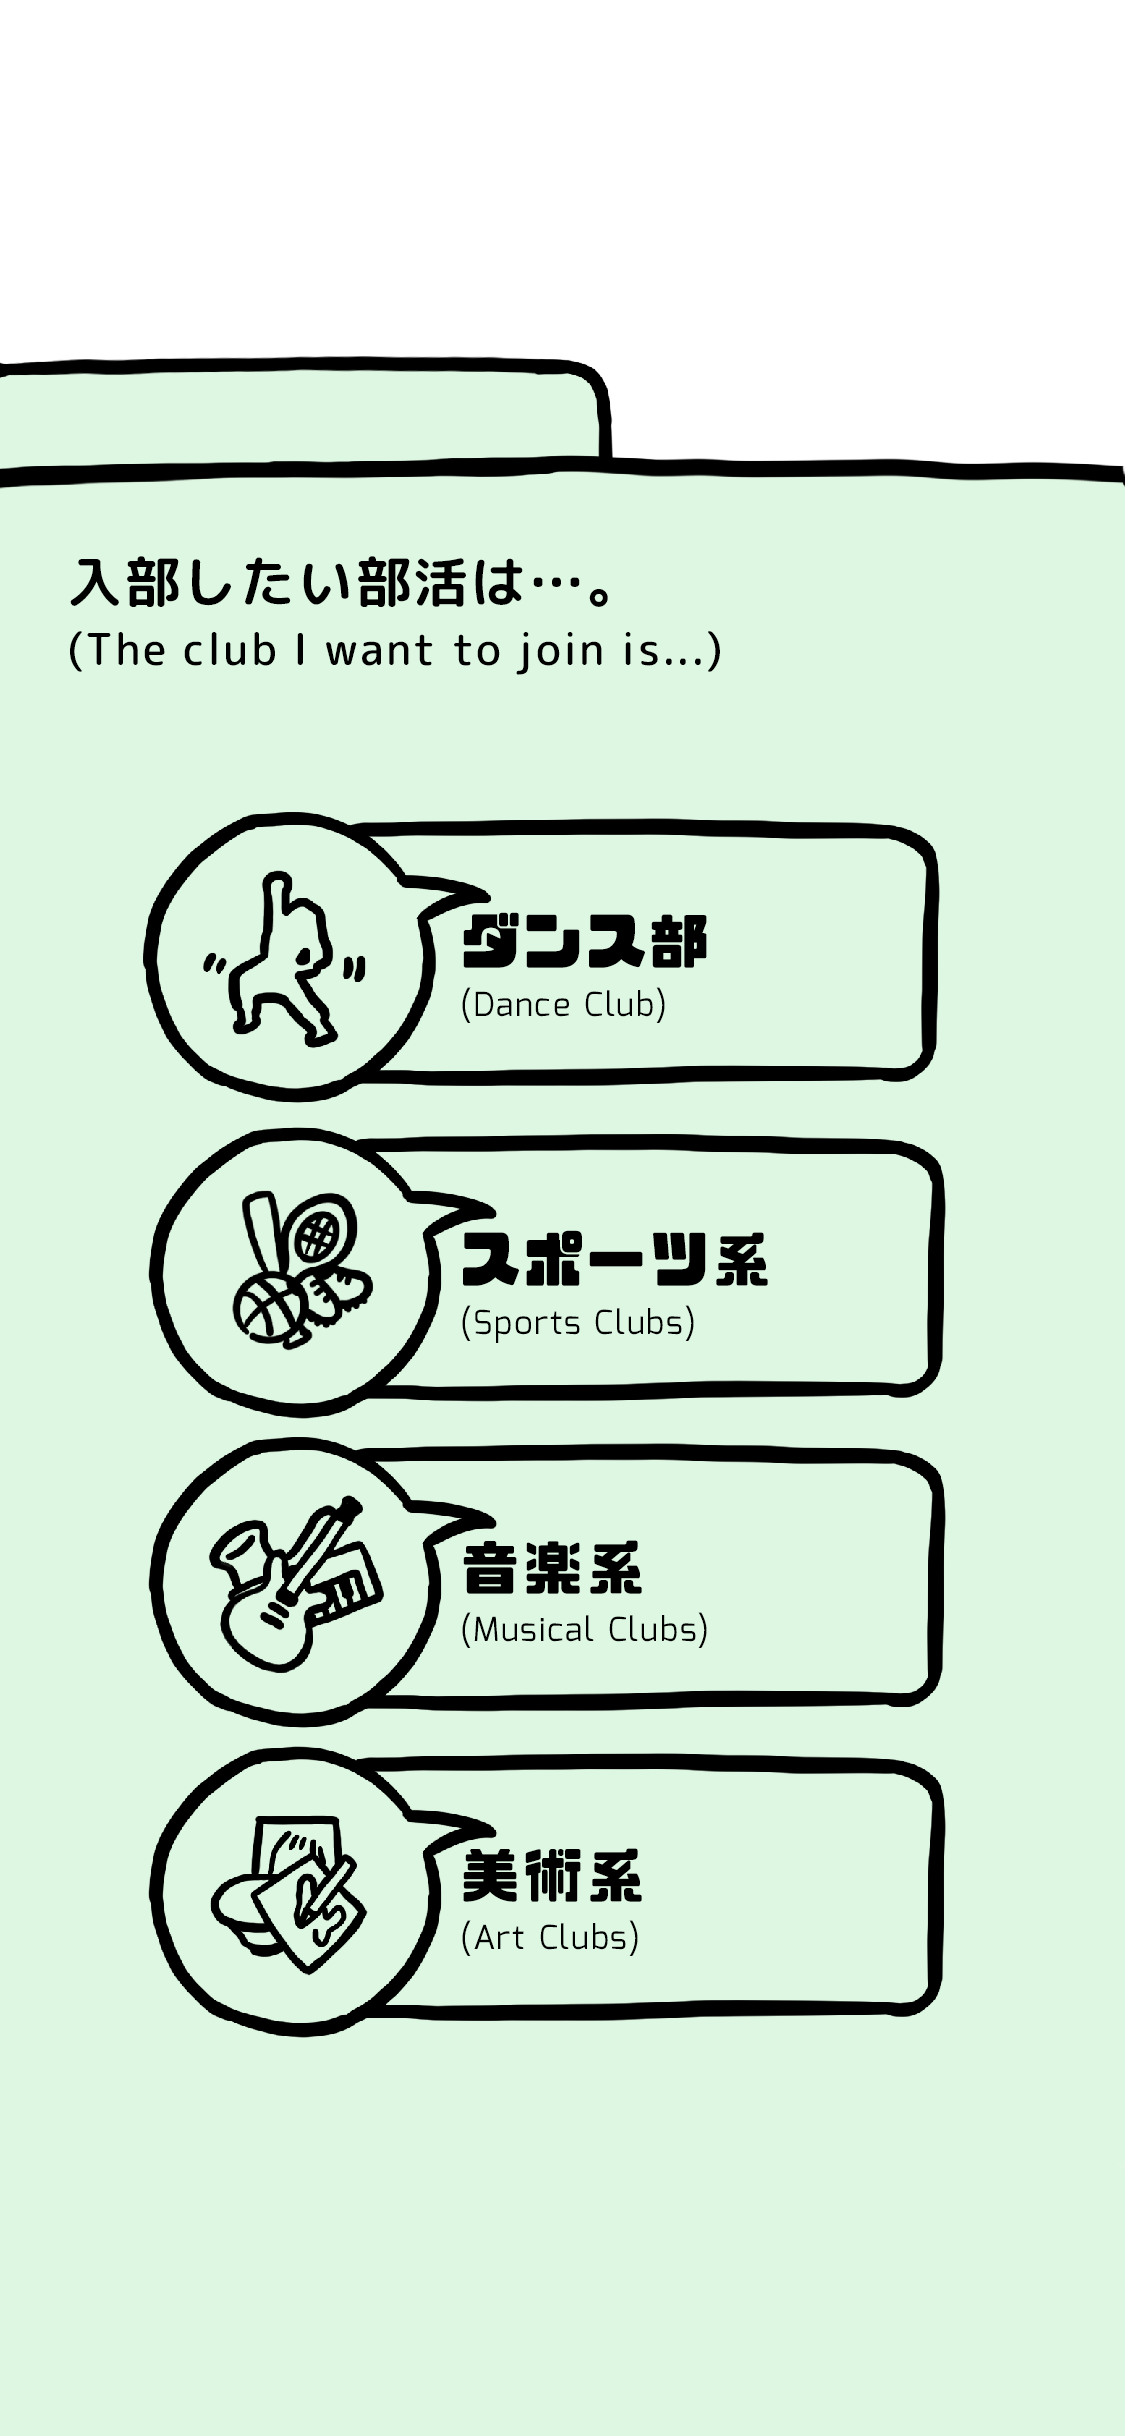 入部したい部活は…。
(The club I want to join is...)
ダンス部
(Dance Club)
スポーツ系
(Sports Clubs)
音楽系
(Musical Clubs)
美術系
(Art Clubs)